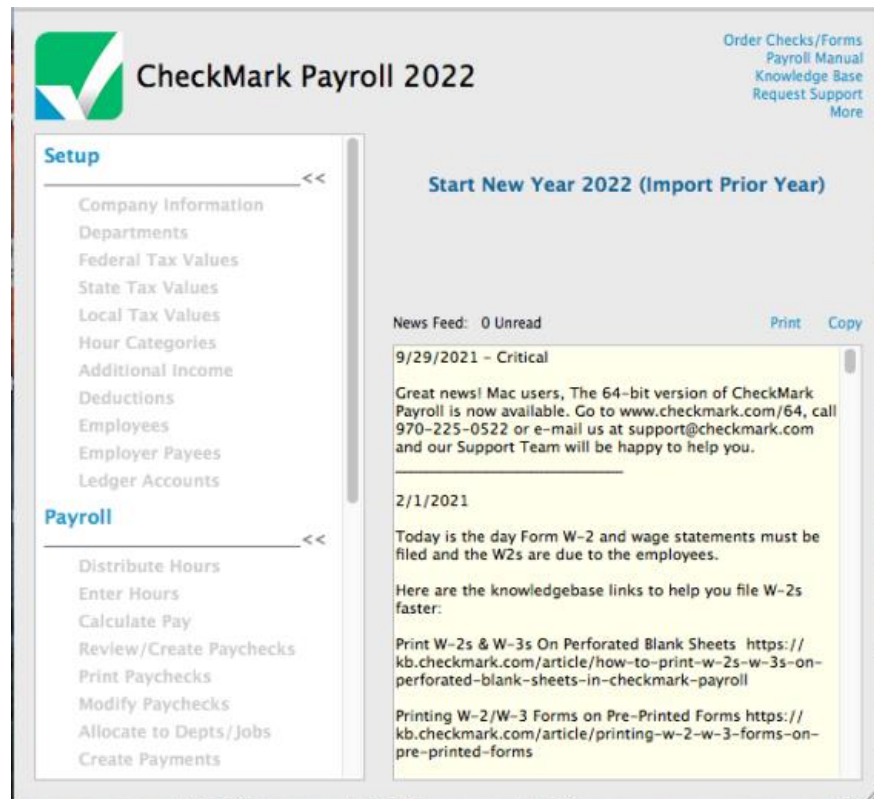 CheckMark Payroll 2022
Order Checks/Forms
Payroll Manual
Knowledge Base
Request Support
More
Setup
<<
Company Information
Departments
Federal Tax Values
State Tax Values
Local Tax Values
Hour Categories
Additional Income
Deductions
Employees
Employer Payees
Ledger Accounts
Payroll
<<
Distribute Hours
Enter Hours
Calculate Pay
Review/Create Paychecks
Print Paychecks
Modify Paychecks
Allocate to Depts/Jobs
Create Payments
Start New Year 2022 (Import Prior Year)
News Feed: 0 Unread
Print Copy
9/29/2021 - Critical
Great news! Mac users, The 64-bit version of CheckMark
Payroll is now available. Go to www.checkmark.com/64, call
970-225-0522 or e-mail us at support@checkmark.com
and our Support Team will be happy to help you.
2/1/2021
Today is the day Form W-2 and wage statements must be
filed and the W2s are due to the employees.
Here are the knowledgebase links to help you file W-2s
faster:
Print W-2s & W-3s On Perforated Blank Sheets https://
kb.checkmark.com/article/how-to-print-w-2s-w-3s-on-
perforated-blank-sheets-in-checkmark-payroll
Printing W-2/W-3 Forms on Pre-Printed Forms https://
kb.checkmark.com/article/printing-w-2-w-3-forms-on-
pre-printed-forms